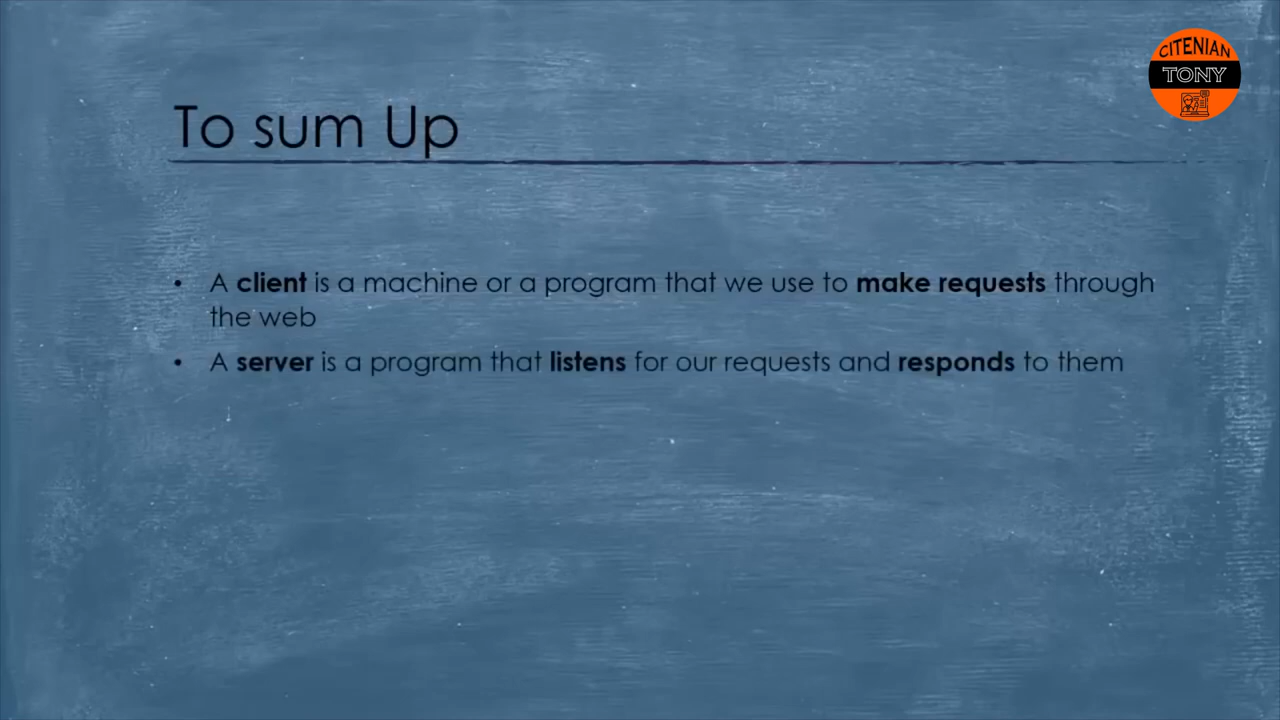 CITENIAN
TONY
To sum Up
• A client is a machine or a program that we use to make requests through
the web
• A server is a program that listens for our requests and responds to them